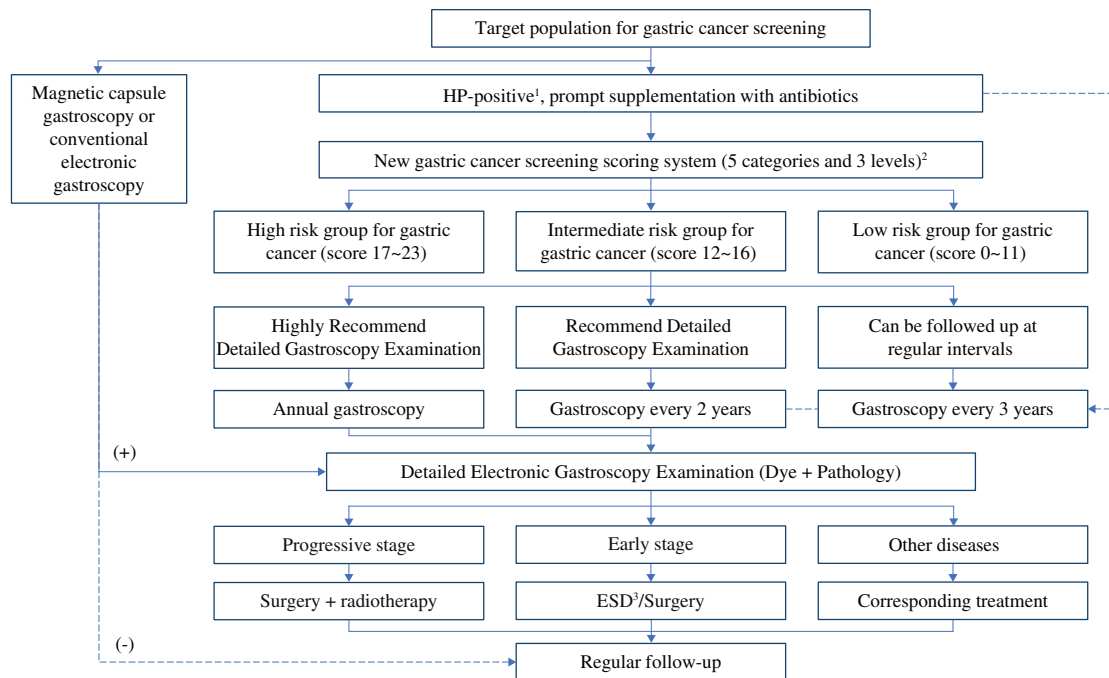 Target population for gastric cancer screening
Magnetic capsule
gastroscopy or
conventional
electronic
gastroscopy
HP-positive¹, prompt supplementation with antibiotics
New gastric cancer screening scoring system (5 categories and 3 levels)²
High risk group for gastric
cancer (score 17~23)
Intermediate risk group for
gastric cancer (score 12~16)
Low risk group for gastric
cancer (score 0~11)
Highly Recommend
Detailed Gastroscopy Examination
Recommend Detailed
Gastroscopy Examination
Can be followed up at
regular intervals
Annual gastroscopy
Gastroscopy every 2 years
Gastroscopy every 3 years
(+)
Detailed Electronic Gastroscopy Examination (Dye + Pathology)
Progressive stage
Early stage
Other diseases
Surgery + radiotherapy
ESD³/Surgery
Corresponding treatment
(-)
Regular follow-up